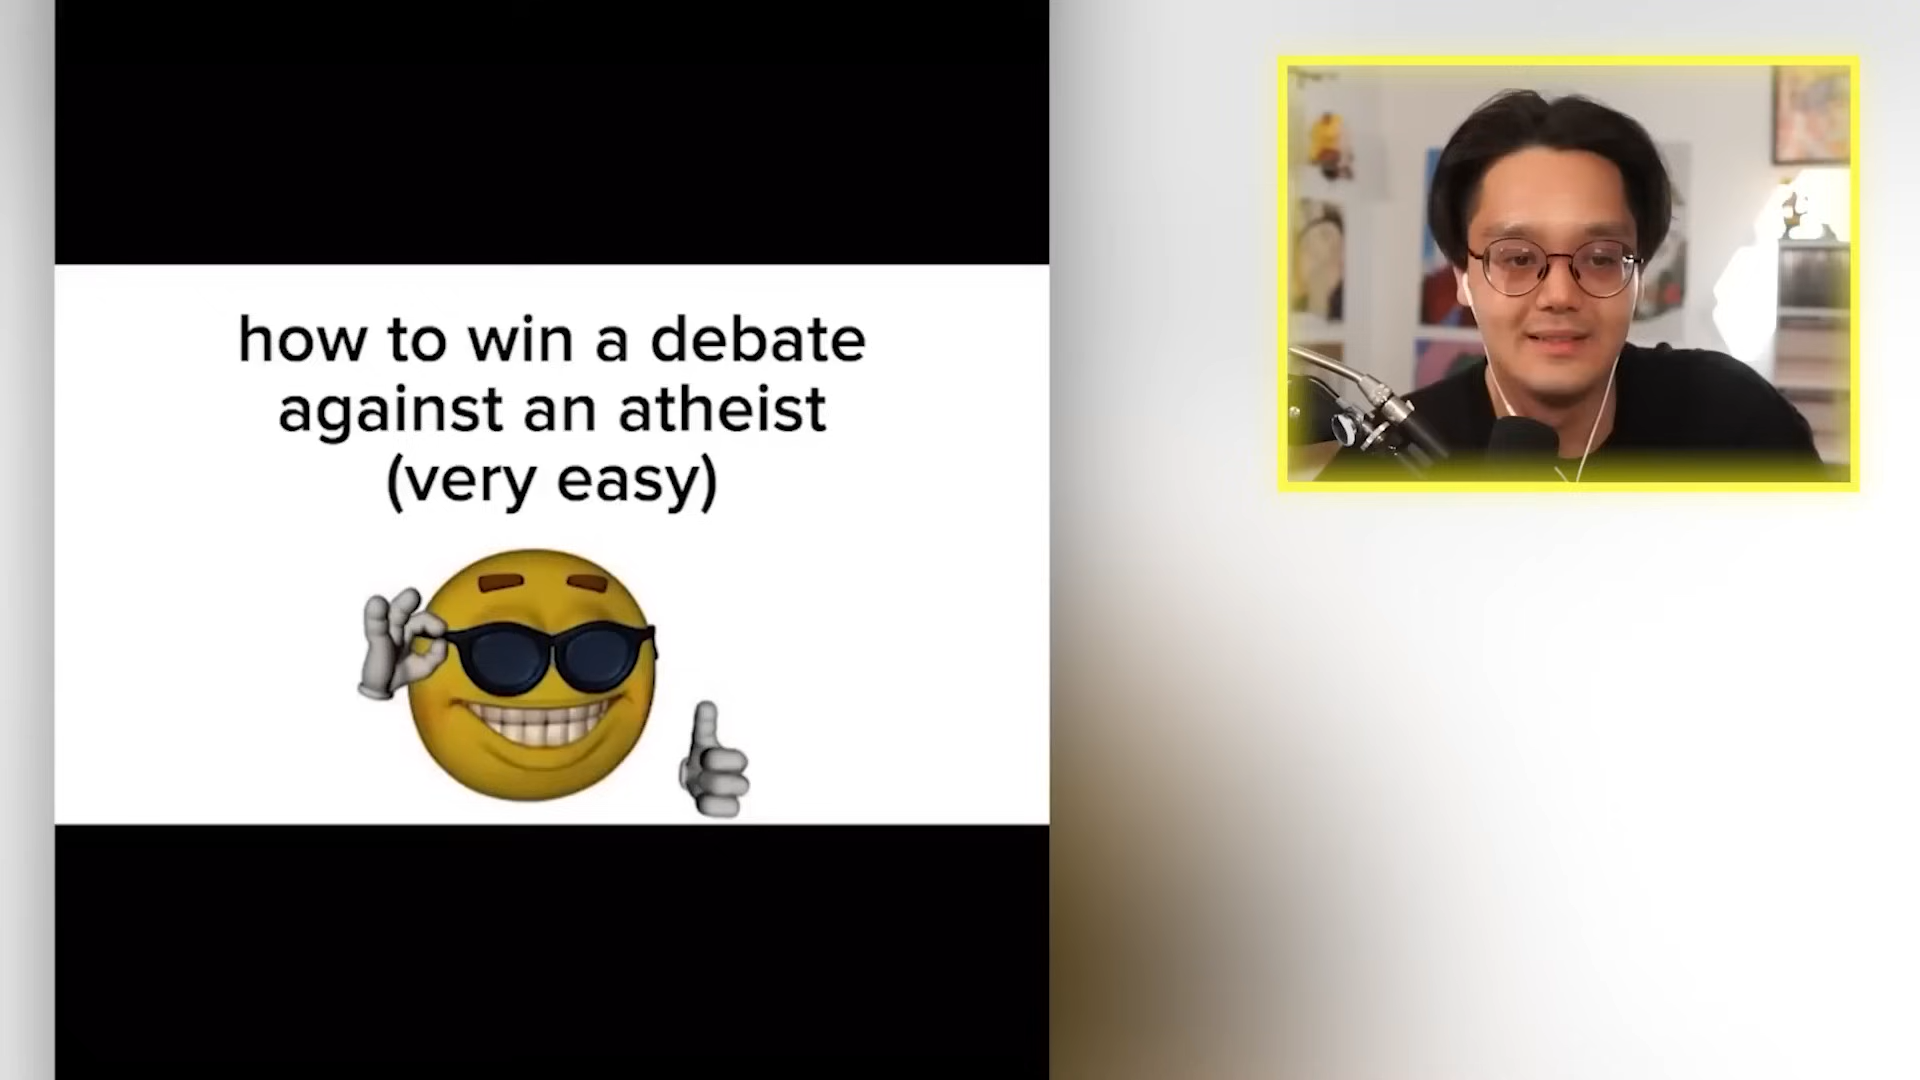 how to win a debate
against an atheist
(very easy)